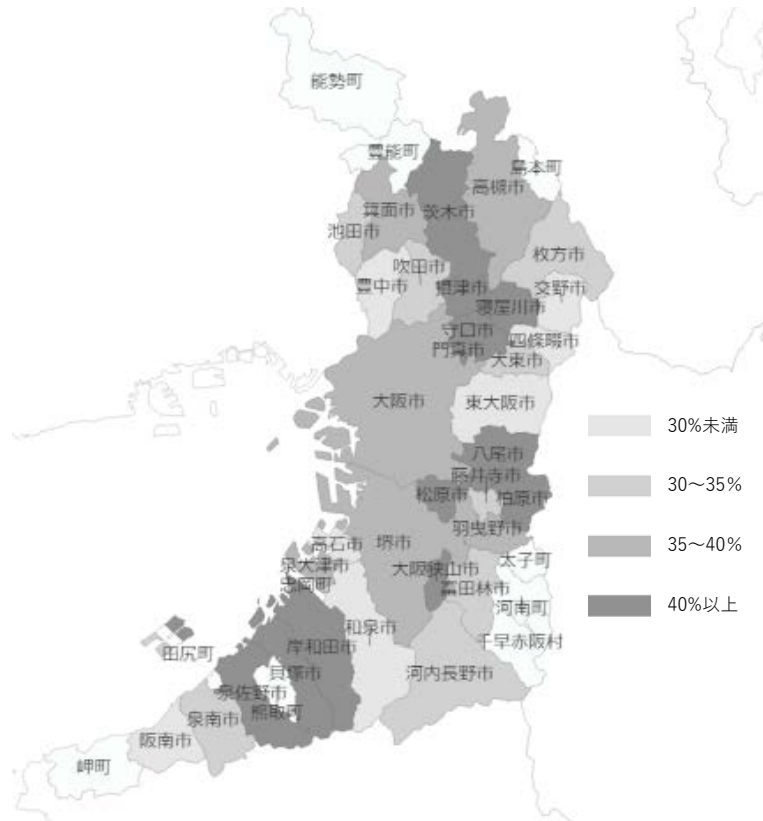 能勢町
豊能町
島本町
高槻市
箕面市
茨木市
池田市
枚方市
吹田市
豊中市
摂津市
交野市
寝屋川市
守口市
四條畷市
門真市
大東市
大阪市
東大阪市
30%未満
八尾市
藤井寺市
30～35%
松原市
柏原市
羽曳野市
高石市
堺市
35～40%
太子町
泉大津市
大阪狭山市
忠岡町
富田林市
40%以上
河南町
和泉市
千早赤阪村
岸和田市
田尻町
貝塚市
河内長野市
泉佐野市
熊取町
泉南市
阪南市
岬町